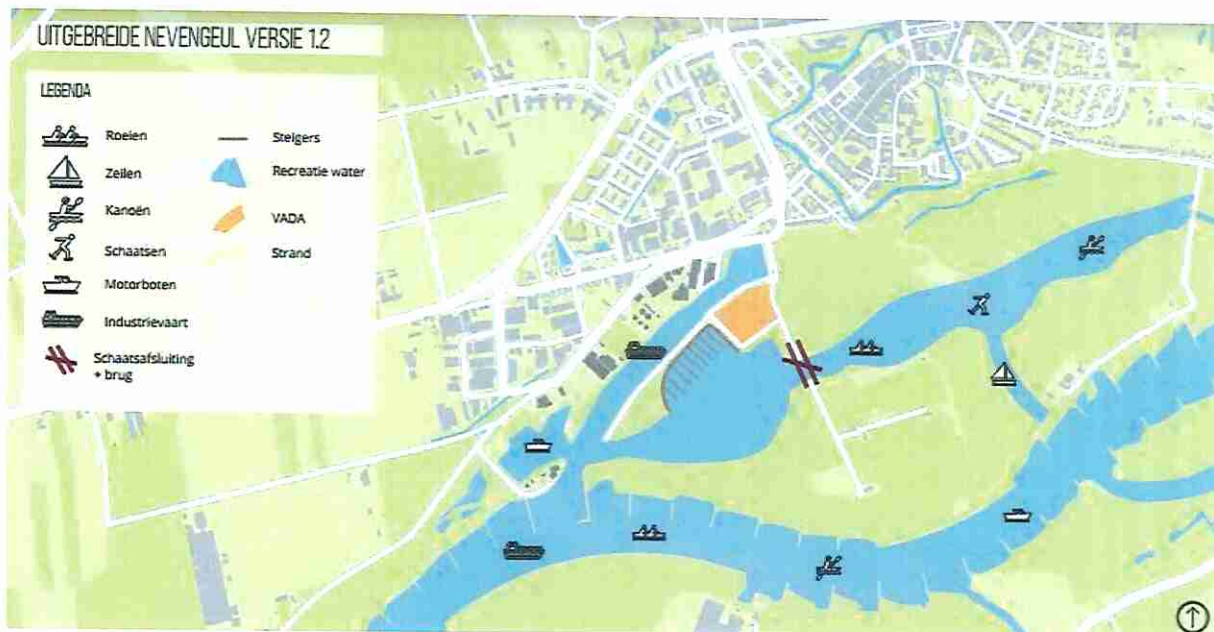 UITGEBREIDE NEVENGEUL VERSIE 1.2
LEGENDA
Roeien
Zeilen
Kanoën
Schaatsen
Motorboten
Industrievaart
Schaatsafsluiting
+ brug
Steigers
Recreatie water
VADA
Strand